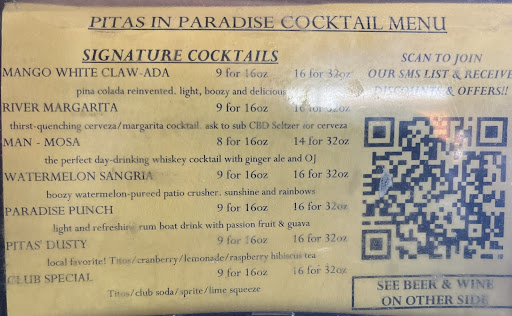 PITAS IN PARADISE COCKTAIL MENU
SIGNATURE COCKTAILS
MANGO WHITE CLAW-ADA 9 for 16oz 16 for 32oz
pina colada reinvented. light, boozy and delicious
RIVER MARGARITA 9 for 16oz 16 for 32oz
thirst-quenching cerveza/margarita cocktail. ask to sub CBD Seltzer for cerveza
MAN - MOSA 8 for 16oz 14 for 32oz
the perfect day-drinking whiskey cocktail with ginger ale and OJ
WATERMELON SANGRIA 9 for 16oz 16 for 32oz
boozy watermelon-pureed patio crusher. sunshine and rainbows
PARADISE PUNCH 9 for 16oz 16 for 32oz
light and refreshing rum boat drink with passion fruit & guava
PITAS' DUSTY 9 for 16oz 16 for 32oz
local favorite! Titos/cranberry/lemonade/raspberry hibiscus tea
CLUB SPECIAL 9 for 16oz 16 for 32oz
Titos/club soda/sprite/lime squeeze
SCAN TO JOIN
OUR SMS LIST & RECEIVE
DISCOUNTS & OFFERS!!
SEE BEER & WINE
ON OTHER SIDE